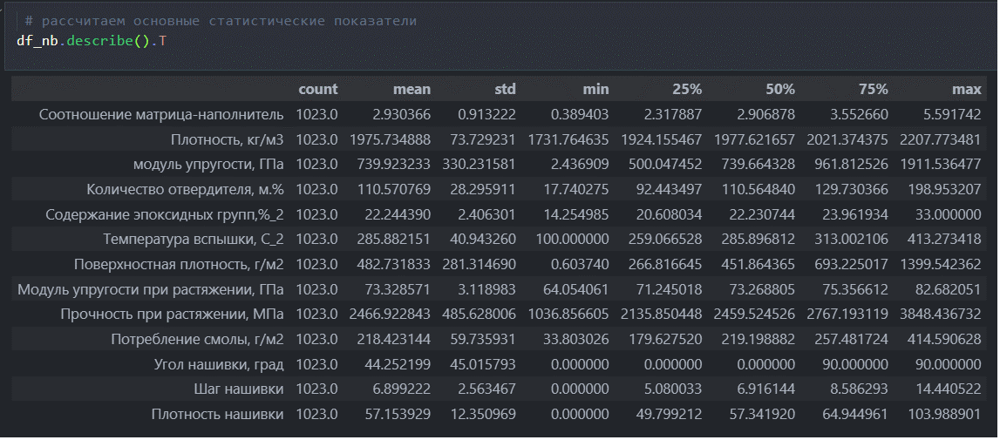 # рассчитаем основные статистические показатели
df_nb.describe().T
count mean std min 25% 50% 75% max
Соотношение матрица-наполнитель 1023.0 2.930366 0.913222 0.389403 2.317887 2.906878 3.552660 5.591742
Плотность, кг/м3 1023.0 1975.734888 73.729231 1731.764635 1924.155467 1977.621657 2021.374375 2207.773481
модуль упругости, ГПа 1023.0 739.923233 330.231581 2.436909 500.047452 739.664328 961.812526 1911.536477
Количество отвердителя, м.% 1023.0 110.570769 28.295911 17.740275 92.443497 110.564840 129.730366 198.953207
Содержание эпоксидных групп,%_2 1023.0 22.244390 2.406301 14.254985 20.608034 22.230744 23.961934 33.000000
Температура вспышки, С_2 1023.0 285.882151 40.943260 100.000000 259.066528 285.896812 313.002106 413.273418
Поверхностная плотность, г/м2 1023.0 482.731833 281.314690 0.603740 266.816645 451.864365 693.225017 1399.542362
Модуль упругости при растяжении, ГПа 1023.0 73.328571 3.118983 64.054061 71.245018 73.268805 75.356612 82.682051
Прочность при растяжении, МПа 1023.0 2466.922843 485.628006 1036.856605 2135.850448 2459.524526 2767.193119 3848.436732
Потребление смолы, г/м2 1023.0 218.423144 59.735931 33.803026 179.627520 219.198882 257.481724 414.590628
Угол нашивки, град 1023.0 44.252199 45.015793 0.000000 0.000000 0.000000 90.000000 90.000000
Шаг нашивки 1023.0 6.899222 2.563467 0.000000 5.080033 6.916144 8.586293 14.440522
Плотность нашивки 1023.0 57.153929 12.350969 0.000000 49.799212 57.341920 64.944961 103.988901